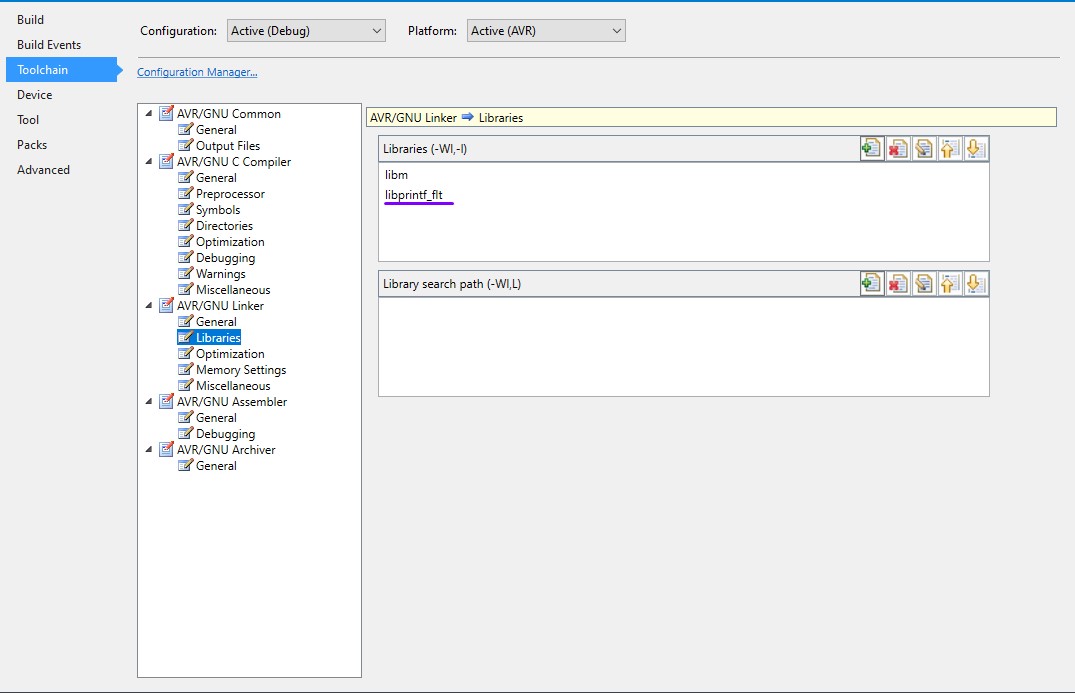 Build
Build Events
Toolchain
Device
Tool
Packs
Advanced
Configuration: Active (Debug) Platform: Active (AVR)
Configuration Manager...
AVR/GNU Common
General
Output Files
AVR/GNU C Compiler
General
Preprocessor
Symbols
Directories
Optimization
Debugging
Warnings
Miscellaneous
AVR/GNU Linker
General
Libraries
Optimization
Memory Settings
Miscellaneous
AVR/GNU Assembler
General
Debugging
AVR/GNU Archiver
General
AVR/GNU Linker Libraries
Libraries (-Wl,-l)
libm
libprintf_flt
Library search path (-Wl,L)